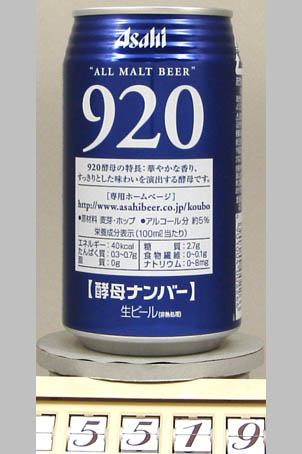 Asahi
"ALL MALT BEER"
920
920酵母の特長:華やかな香り、
すっきりとした味わいを演出する酵母です。
[専用ホームページ]
http://www.asahibeer.co.jp/koubo
●原材料 麦芽・ホップ ●アルコール分 約5%
栄養成分表示(100mℓ当たり)
エネルギー:40kcal 糖質:2.7g
たんぱく質:0.3~0.7g 食物繊維:0~0.1g
脂質:0g ナトリウム:0~8mg
【酵母ナンバー】
生ビール(非熱処理)
5519